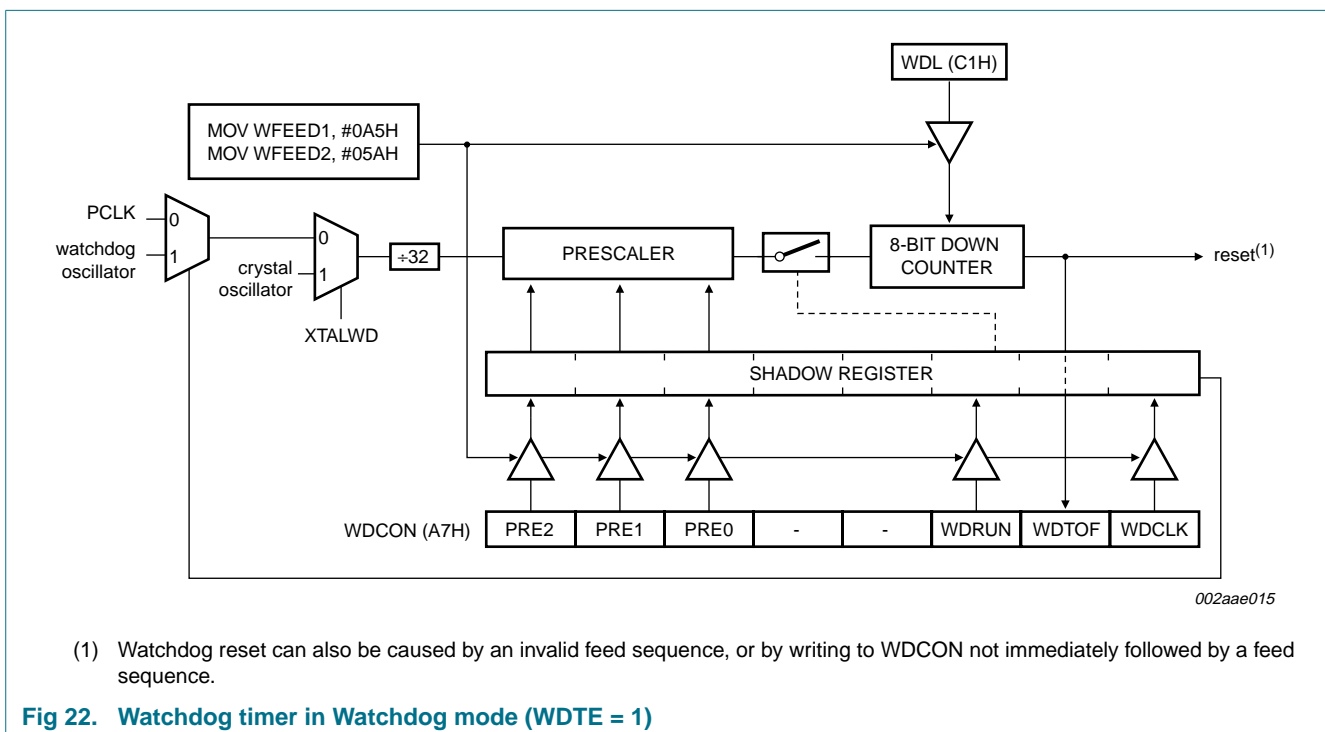 WDL (C1H)
MOV WFEED1, #0A5H
MOV WFEED2, #05AH
PCLK
0
watchdog
oscillator
1
0
crystal
oscillator
1
XTALWD
÷32
PRESCALER
8-BIT DOWN
COUNTER
reset(1)
SHADOW REGISTER
WDCON (A7H)
PRE2
PRE1
PRE0
-
-
WDRUN
WDTOF
WDCLK
002aae015
(1) Watchdog reset can also be caused by an invalid feed sequence, or by writing to WDCON not immediately followed by a feed
sequence.
Fig 22. Watchdog timer in Watchdog mode (WDTE = 1)